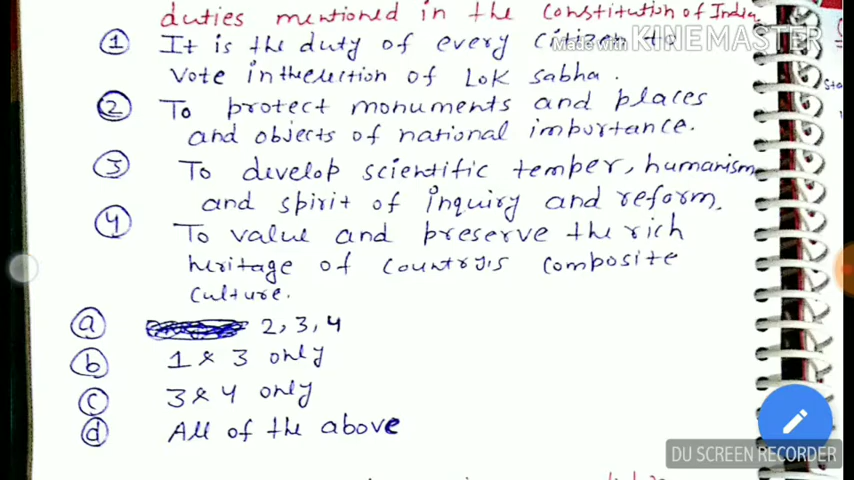 duties mentioned in the Constitution of India.
① It is the duty of every citizen to
Made with KINEMASTER
vote in the election of Lok Sabha.
② To protect monuments and places
and objects of national importance.
③ To develop scientific temper, humanism
and spirit of inquiry and reform.
④ To value and preserve the rich
heritage of country's composite
culture.
ⓐ 2, 3, 4
ⓑ 1 & 3 only
ⓒ 3 & 4 only
ⓓ All of the above
DU SCREEN RECORDER